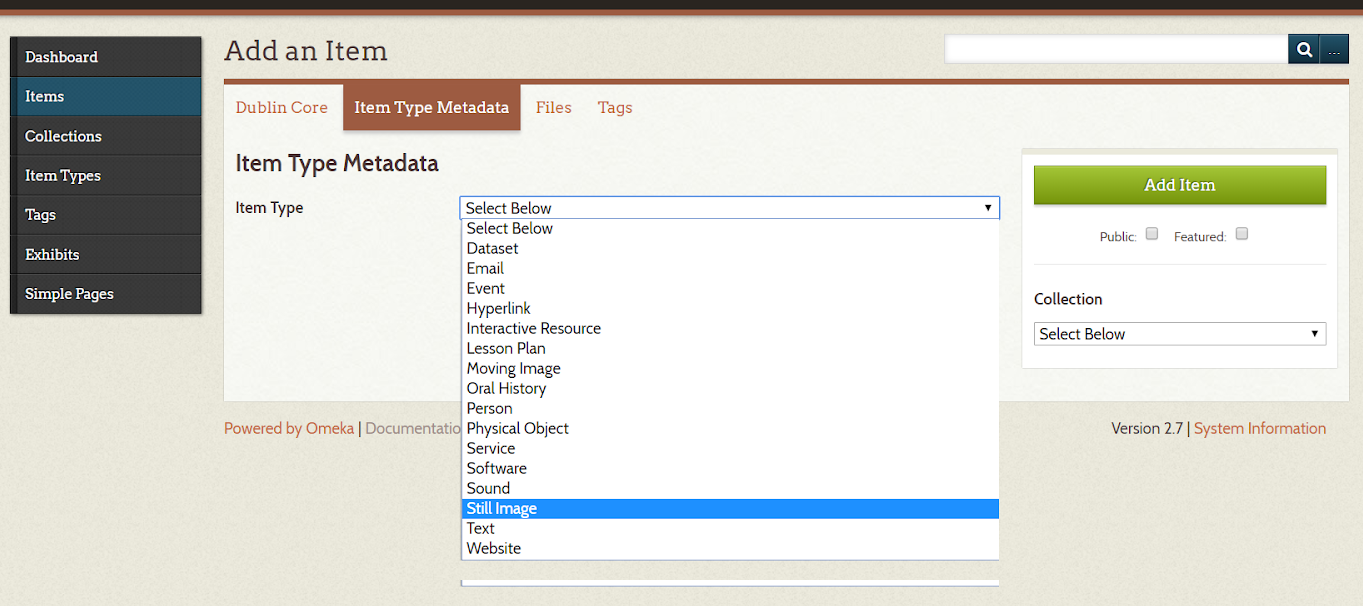 Add an Item
...
Dashboard
Items
Collections
Item Types
Tags
Exhibits
Simple Pages
Dublin Core
Item Type Metadata
Files
Tags
Item Type Metadata
Item Type
Select Below
Select Below
Dataset
Email
Event
Hyperlink
Interactive Resource
Lesson Plan
Moving Image
Oral History
Person
Physical Object
Service
Software
Sound
Still Image
Text
Website
Add Item
Public:
Featured:
Collection
Select Below
Powered by Omeka | Documentatio
Version 2.7 | System Information